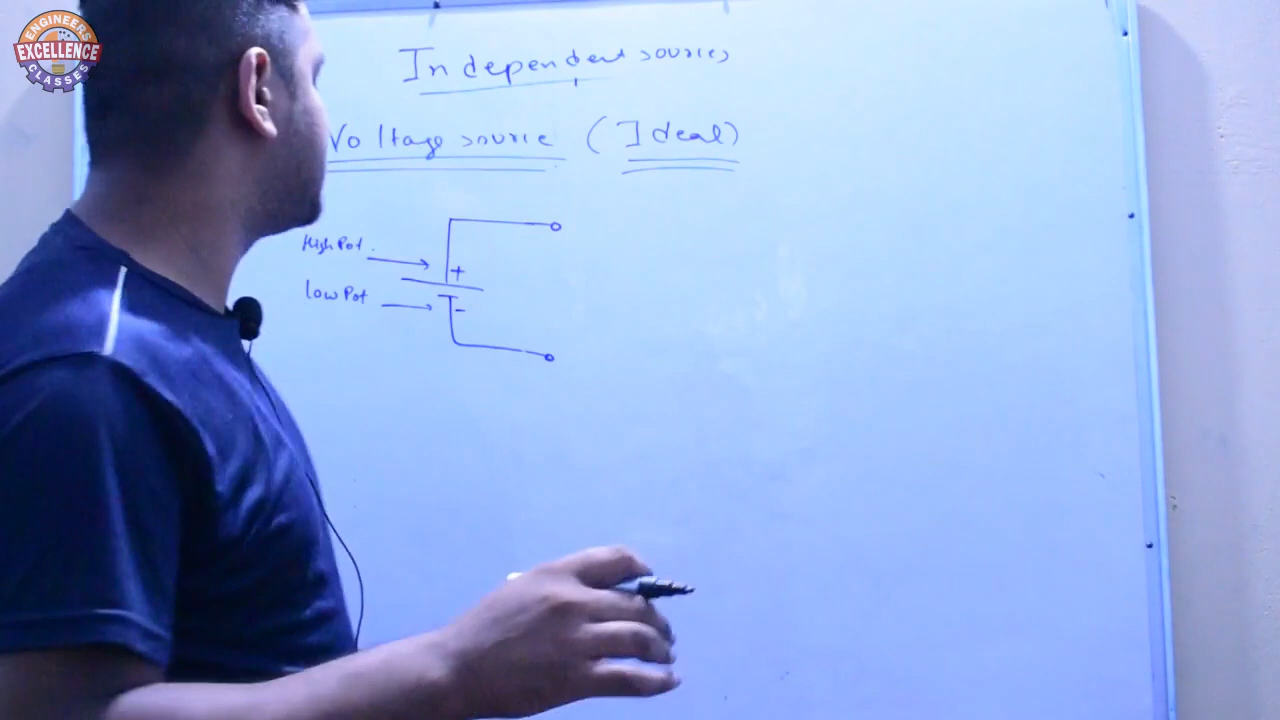 ENGINEERS
EXCELLENCE
CLASSES
Independent sources
Voltage source (Ideal)
High Pot.
+
low Pot
-